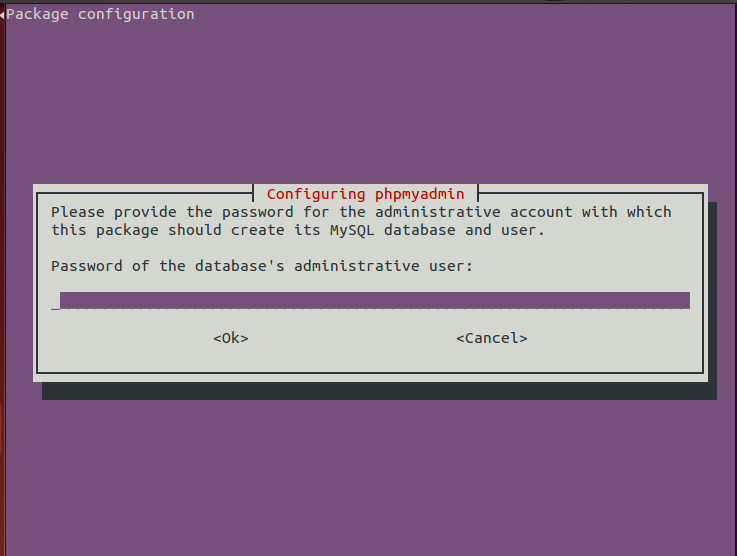 Package configuration
Configuring phpmyadmin
Please provide the password for the administrative account with which
this package should create its MySQL database and user.
Password of the database's administrative user:
<Ok> <Cancel>